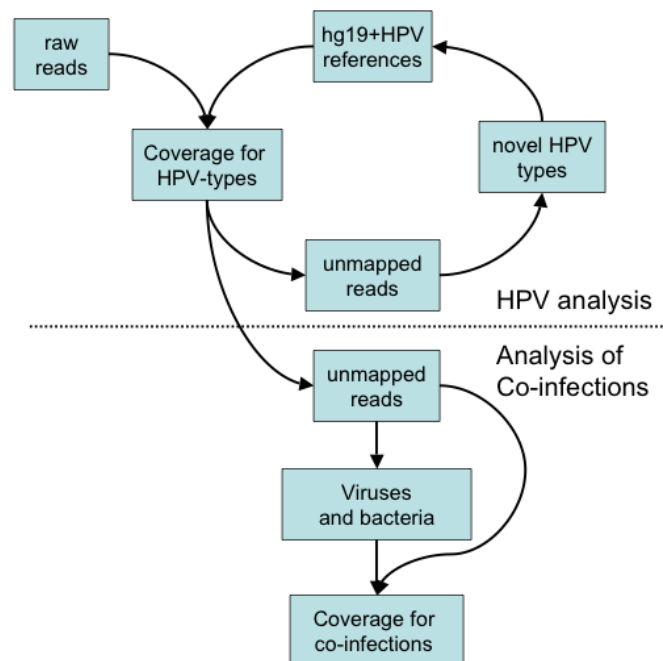 raw
reads
hg19+HPV
references
Coverage for
HPV-types
novel HPV
types
unmapped
reads
HPV analysis
Analysis of
Co-infections
unmapped
reads
Viruses
and bacteria
Coverage for
co-infections